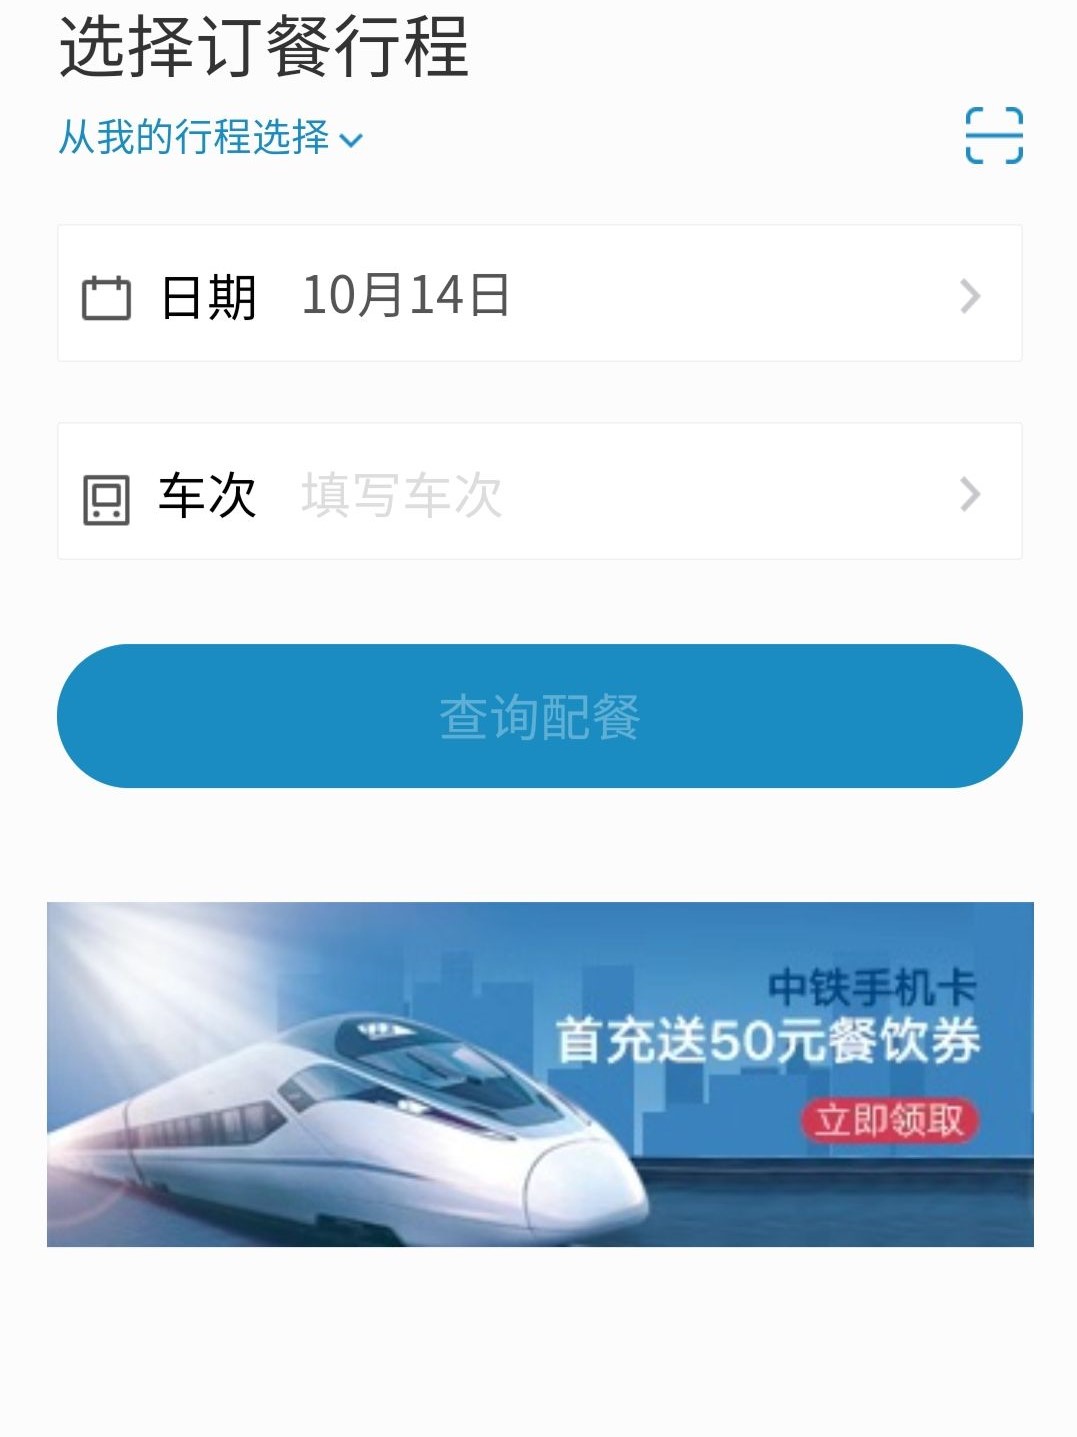 选择订餐行程
从我的行程选择
日期 10月14日
车次 填写车次
查询配餐
中铁手机卡
首充送50元餐饮券
立即领取